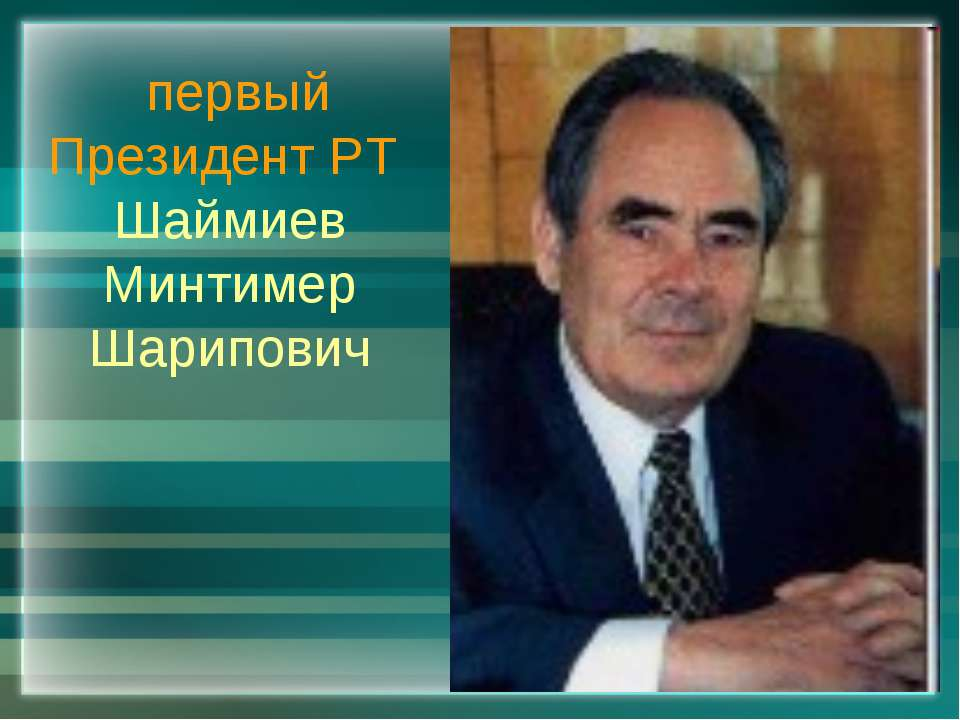 первый
Президент РТ
Шаймиев
Минтимер
Шарипович